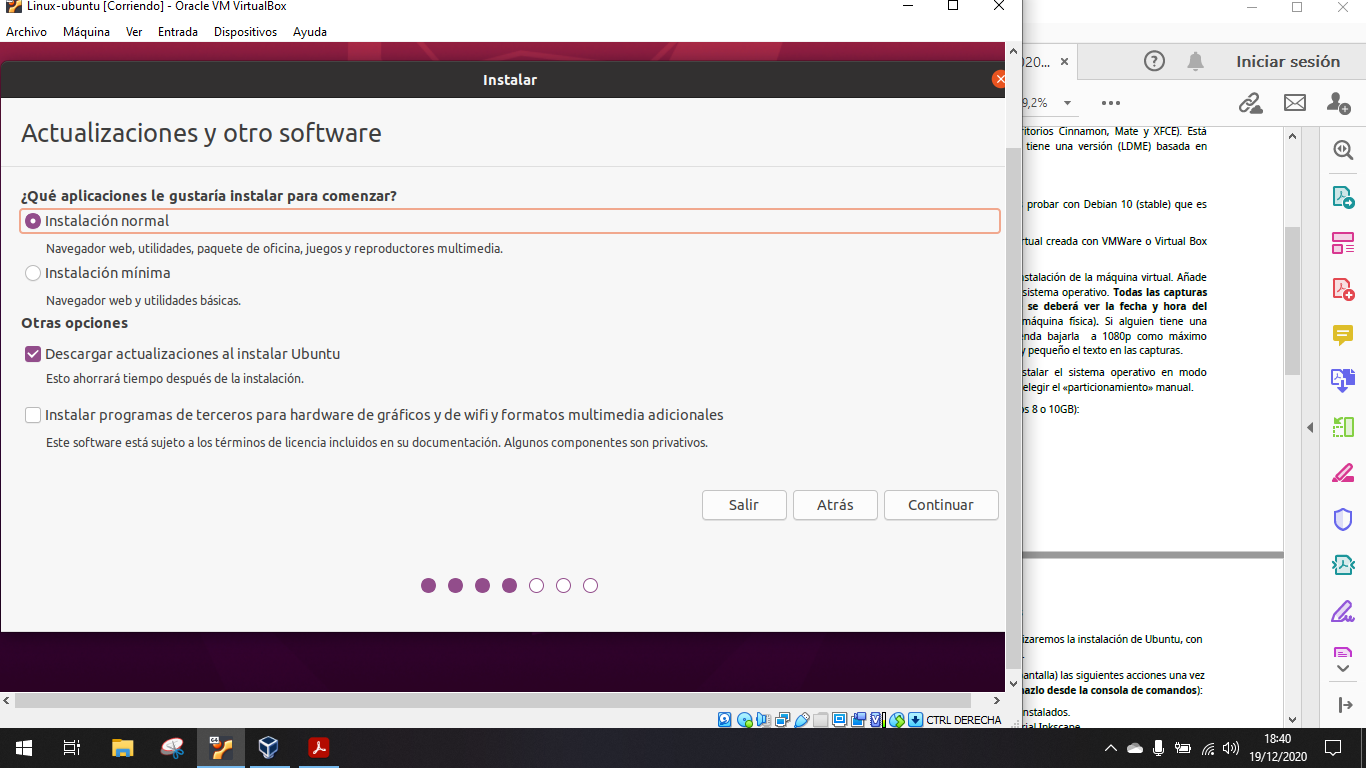 Linux-ubuntu [Corriendo] - Oracle VM VirtualBox
Archivo Máquina Ver Entrada Dispositivos Ayuda
Instalar
Actualizaciones y otro software
¿Qué aplicaciones le gustaría instalar para comenzar?
Instalación normal
Navegador web, utilidades, paquete de oficina, juegos y reproductores multimedia.
Instalación mínima
Navegador web y utilidades básicas.
Otras opciones
Descargar actualizaciones al instalar Ubuntu
Esto ahorrará tiempo después de la instalación.
Instalar programas de terceros para hardware de gráficos y de wifi y formatos multimedia adicionales
Este software está sujeto a los términos de licencia incluidos en su documentación. Algunos componentes son privativos.
Salir Atrás Continuar
CTRL DERECHA
020...
Iniciar sesión
9,2%
ritorios Cinnamon, Mate y XFCE). Está
tiene una versión (LDME) basada en
probar con Debian 10 (stable) que es
rtual creada con VMWare o Virtual Box
nstalación de la máquina virtual. Añade
sistema operativo. Todas las capturas
se deberá ver la fecha y hora del
máquina física). Si alguien tiene una
enda bajarla a 1080p como máximo
y pequeño el texto en las capturas.
stalar el sistema operativo en modo
elegir el «particionamiento» manual.
os 8 o 10GB):
izaremos la instalación de Ubuntu, con
antalla) las siguientes acciones una vez
hazlo desde la consola de comandos):
nstalados.
rial Inkscape
18:40
19/12/2020